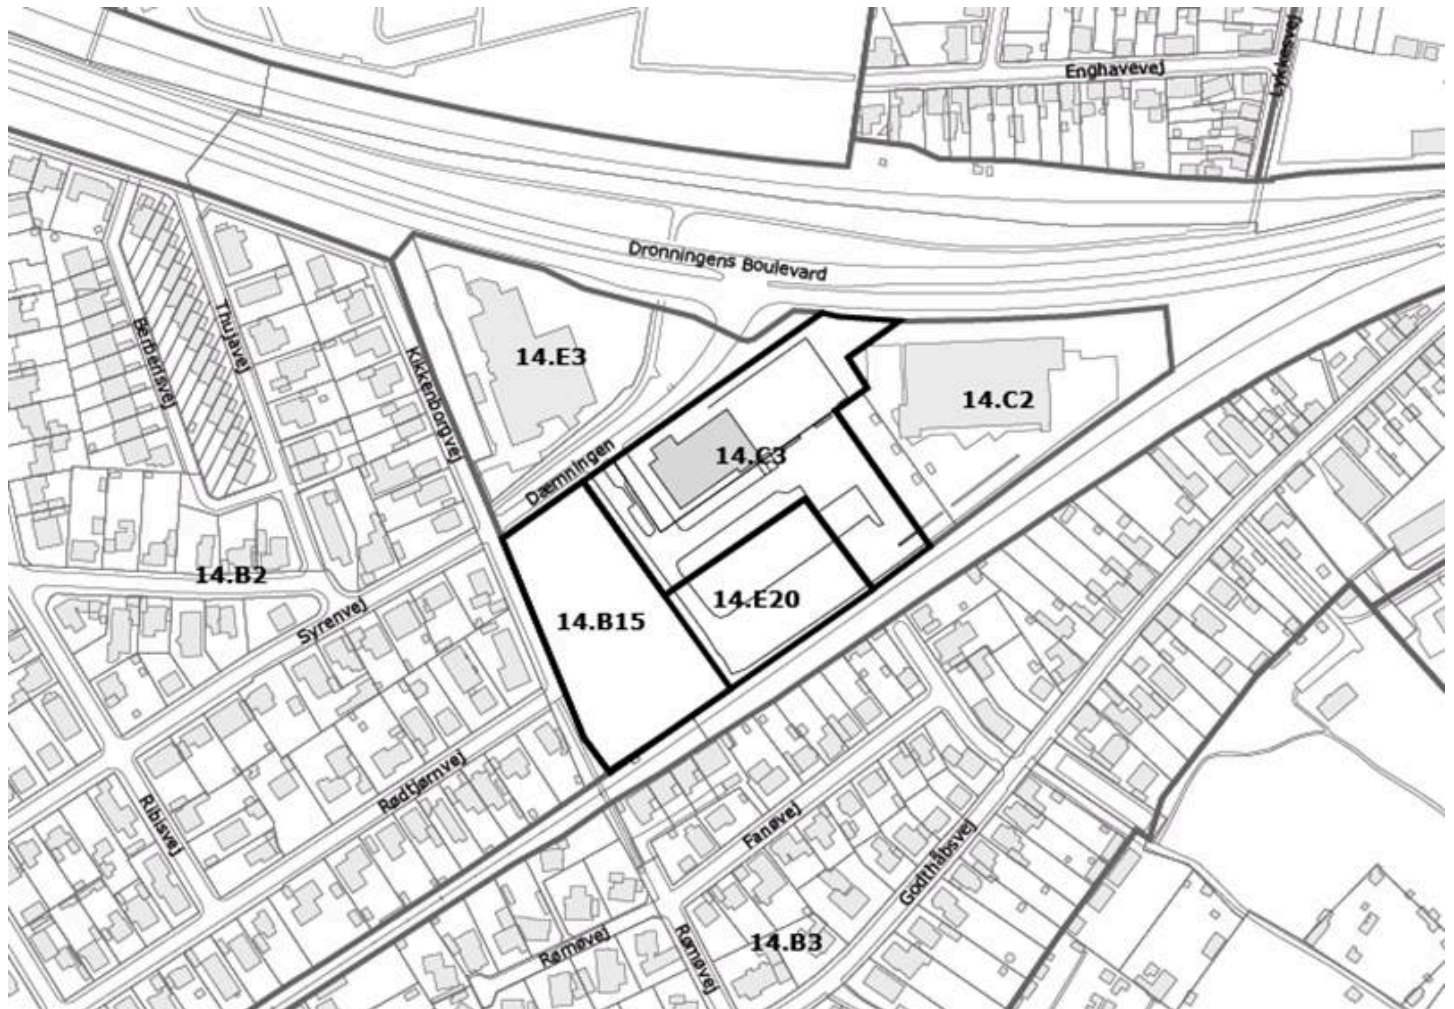 Enghavevej
Lykkesvej
Dronningens Boulevard
Berberisvej
Thujavej
Kikkenborgvej
14.E3
14.C2
Dæmningen
14.C3
14.B2
Syrenvej
14.B15
14.E20
Ribisvej
Rødtjørnvej
Fanøvej
Godthåbsvej
Rømøvej
Rømøvej
14.B3